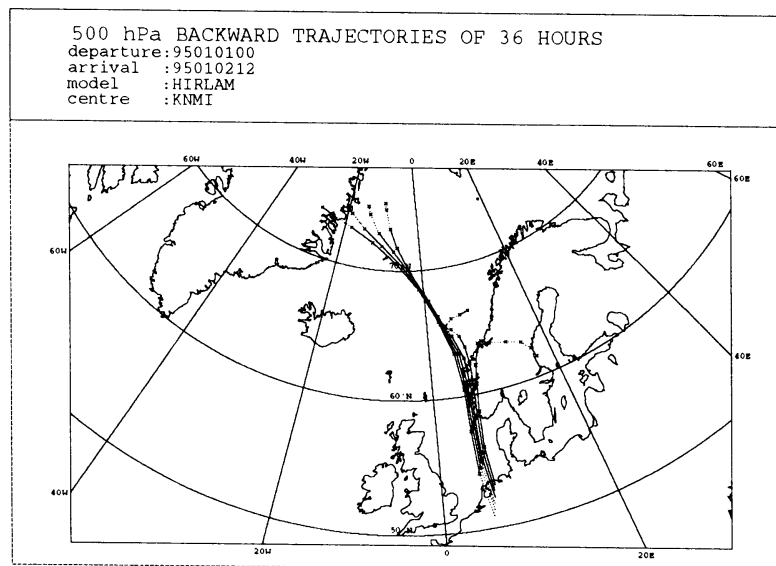 500 hPa BACKWARD TRAJECTORIES OF 36 HOURS
departure:95010100
arrival :95010212
model :HIRLAM
centre :KNMI
60W 40W 20W 0 20E 40E 60E
60E
60W
60 N
40E
40W
50 N
20W 0 20E